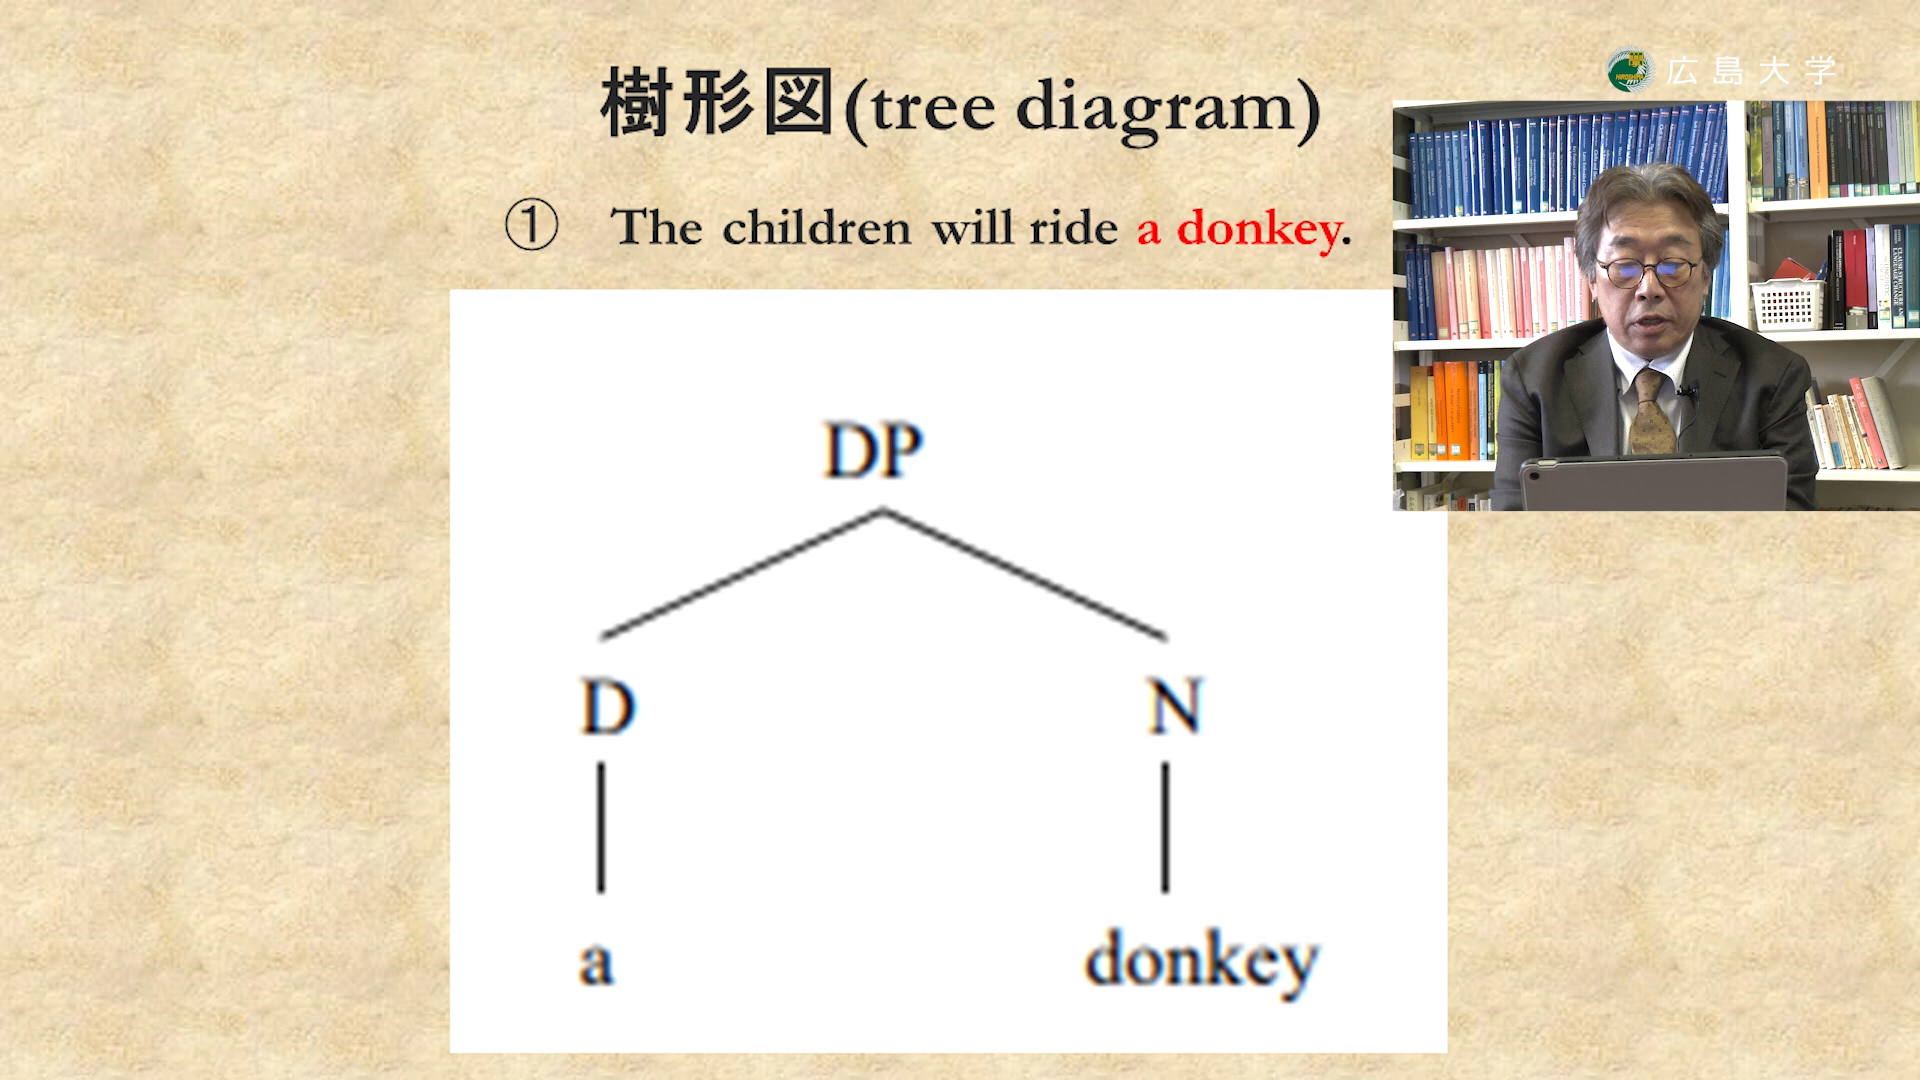 広島大学
樹形図(tree diagram)
① The children will ride a donkey.
DP
D N
a donkey